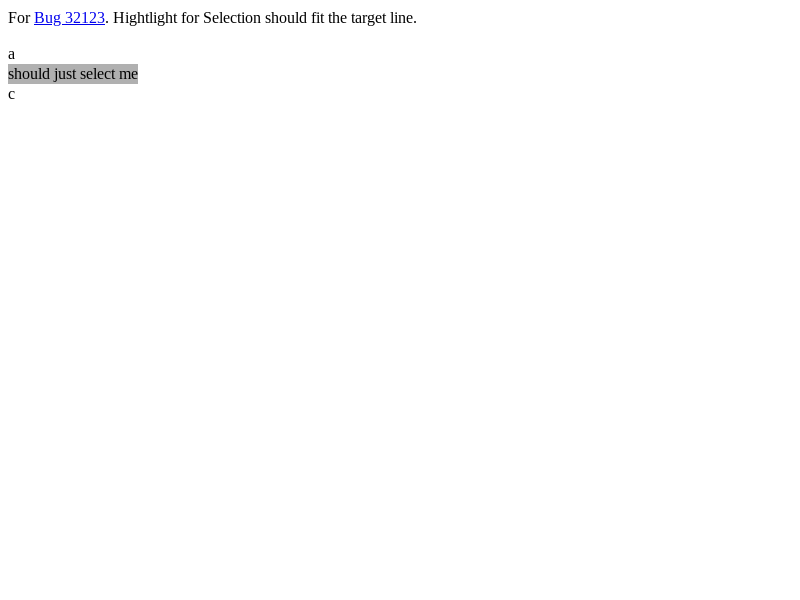 For Bug 32123. Hightlight for Selection should fit the target line.
a
should just select me
c